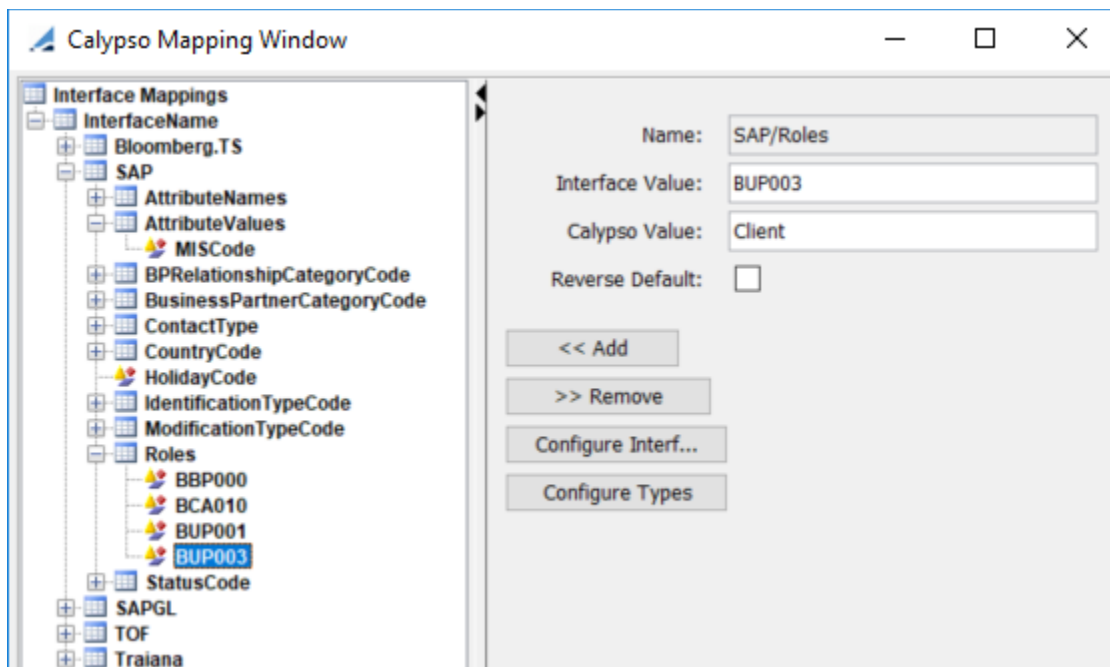 Calypso Mapping Window
Interface Mappings
InterfaceName
Bloomberg.TS
SAP
AttributeNames
AttributeValues
MISCode
BPRelationshipCategoryCode
BusinessPartnerCategoryCode
ContactType
CountryCode
HolidayCode
IdentificationTypeCode
ModificationTypeCode
Roles
BBP000
BCA010
BUP001
BUP003
StatusCode
SAPGL
TOF
Traiana
Name: SAP/Roles
Interface Value: BUP003
Calypso Value: Client
Reverse Default:
<< Add
>> Remove
Configure Interf...
Configure Types